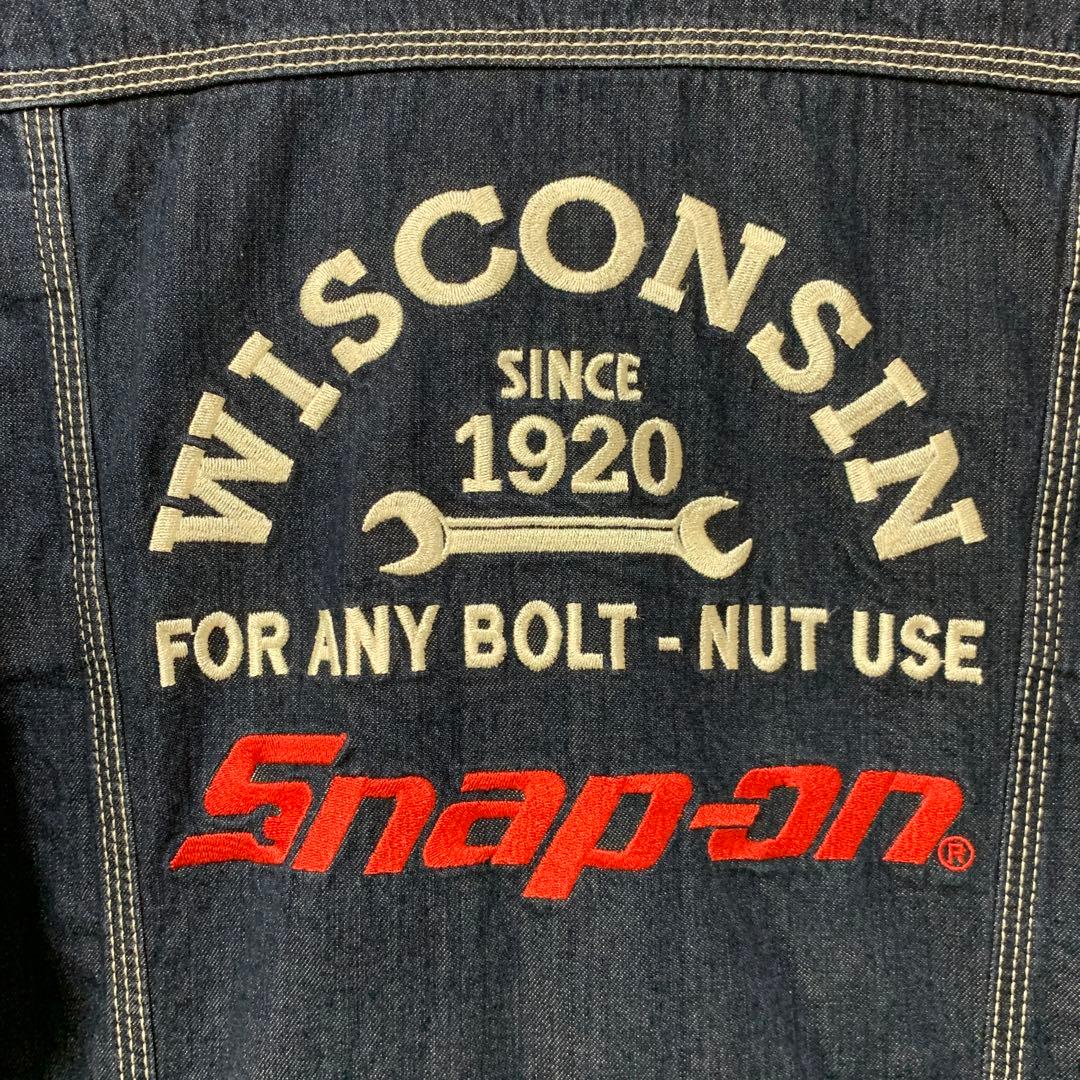 WISCONSIN
SINCE
1920
FOR ANY BOLT - NUT USE
Snap-on®